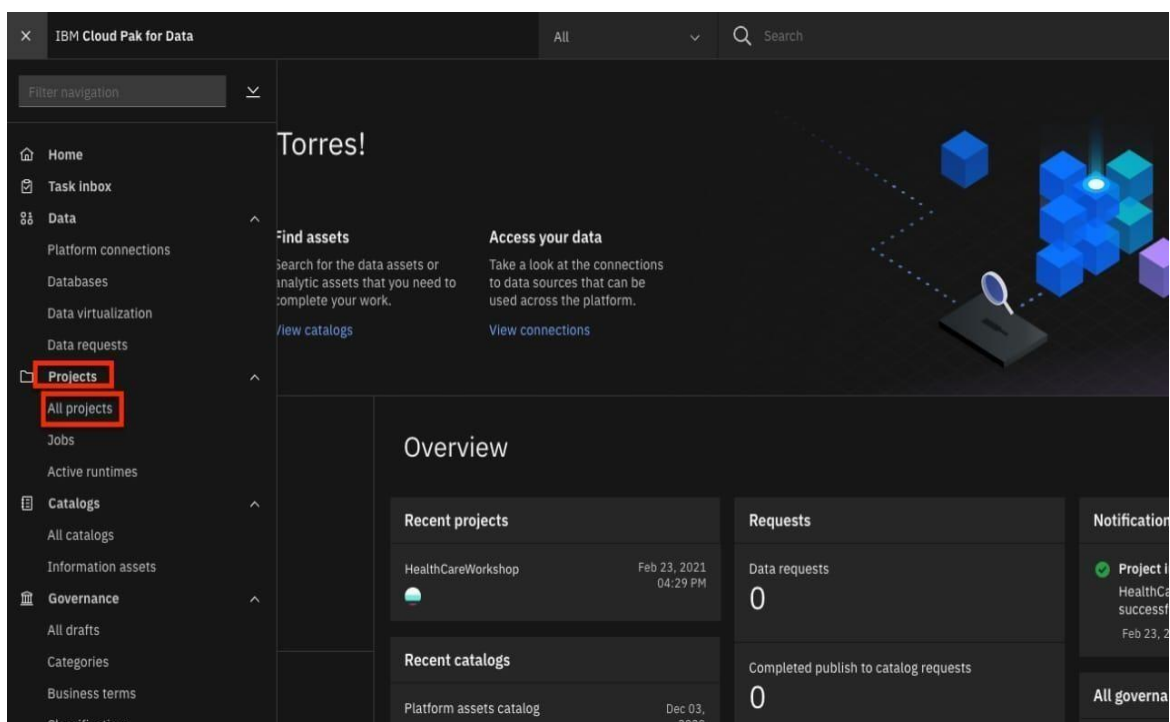 IBM Cloud Pak for Data
All
Search
Filter navigation
Home
Task inbox
Data
Platform connections
Databases
Data virtualization
Data requests
Projects
All projects
Jobs
Active runtimes
Catalogs
All catalogs
Information assets
Governance
All drafts
Categories
Business terms
Torres!
Find assets
Search for the data assets or
analytic assets that you need to
complete your work.
View catalogs
Access your data
Take a look at the connections
to data sources that can be
used across the platform.
View connections
Overview
Recent projects
HealthCareWorkshop
Feb 23, 2021
04:29 PM
Recent catalogs
Platform assets catalog
Dec 03,
Requests
Data requests
0
Completed publish to catalog requests
0
Notification
Project i
HealthCa
successf
Feb 23, 2
All governa